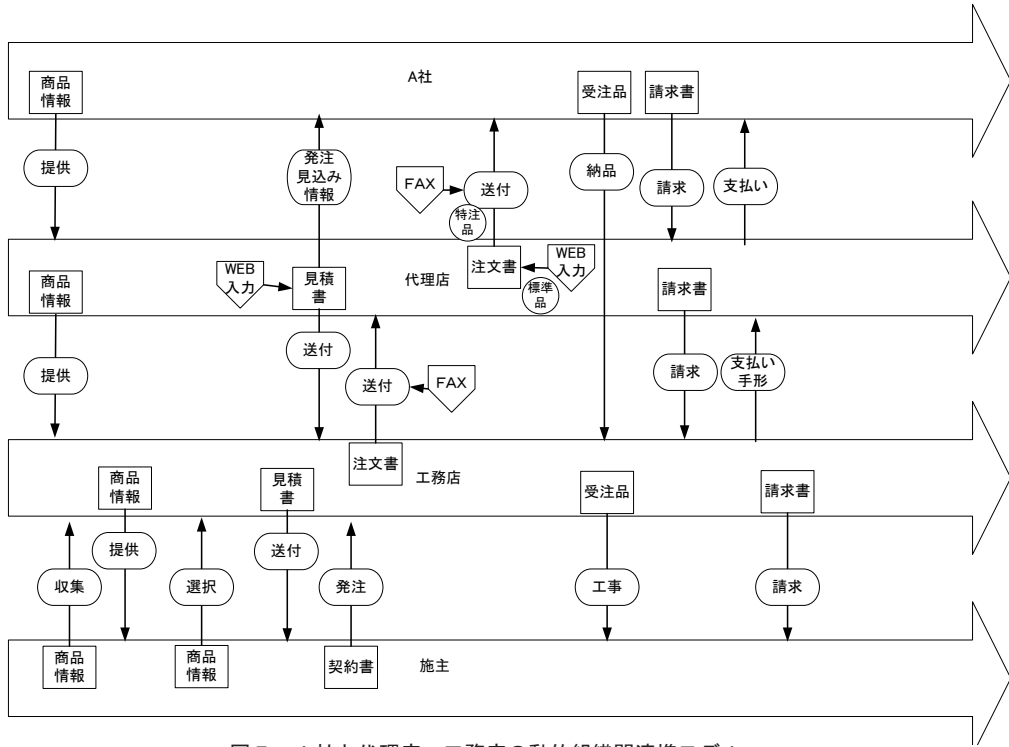 A社
商品
情報
受注品
請求書
提供
発注
見込み
情報
FAX
送付
特注
品
納品
請求
支払い
代理店
商品
情報
WEB
入力
見積
書
注文書
WEB
入力
標準
品
請求書
提供
送付
送付
FAX
請求
支払い
手形
工務店
商品
情報
見積
書
注文書
受注品
請求書
収集
提供
選択
送付
発注
工事
請求
施主
商品
情報
商品
情報
契約書